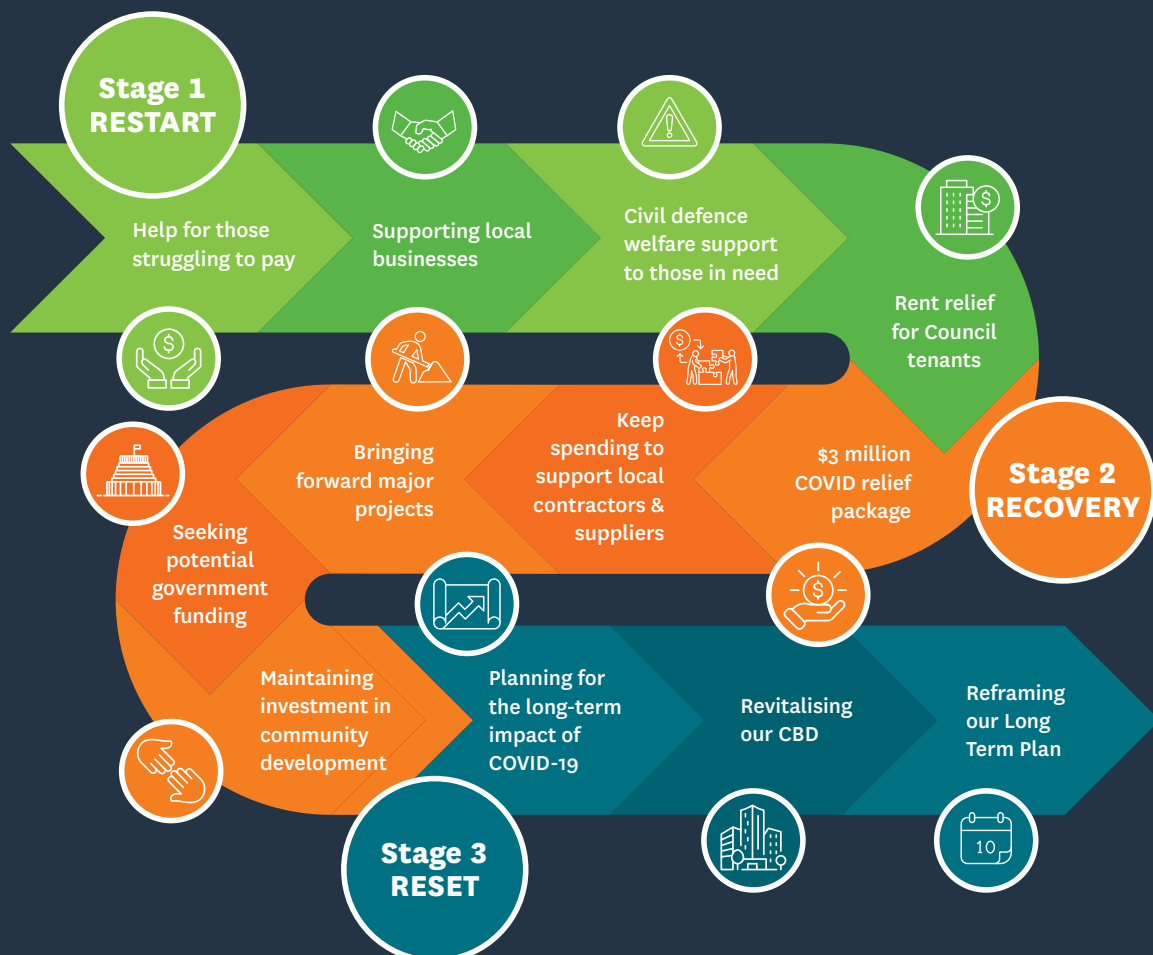 Stage 1
RESTART
Help for those
struggling to pay
$
Supporting local
businesses
Civil defence
welfare support
to those in need
!
$
Rent relief
for Council
tenants
Stage 2
RECOVERY
$3 million
COVID relief
package
$
$
Keep
spending to
support local
contractors &
suppliers
Bringing
forward major
projects
Seeking
potential
government
funding
Maintaining
investment in
community
development
Stage 3
RESET
Planning for
the long-term
impact of
COVID-19
Revitalising
our CBD
Reframing
our Long
Term Plan
10